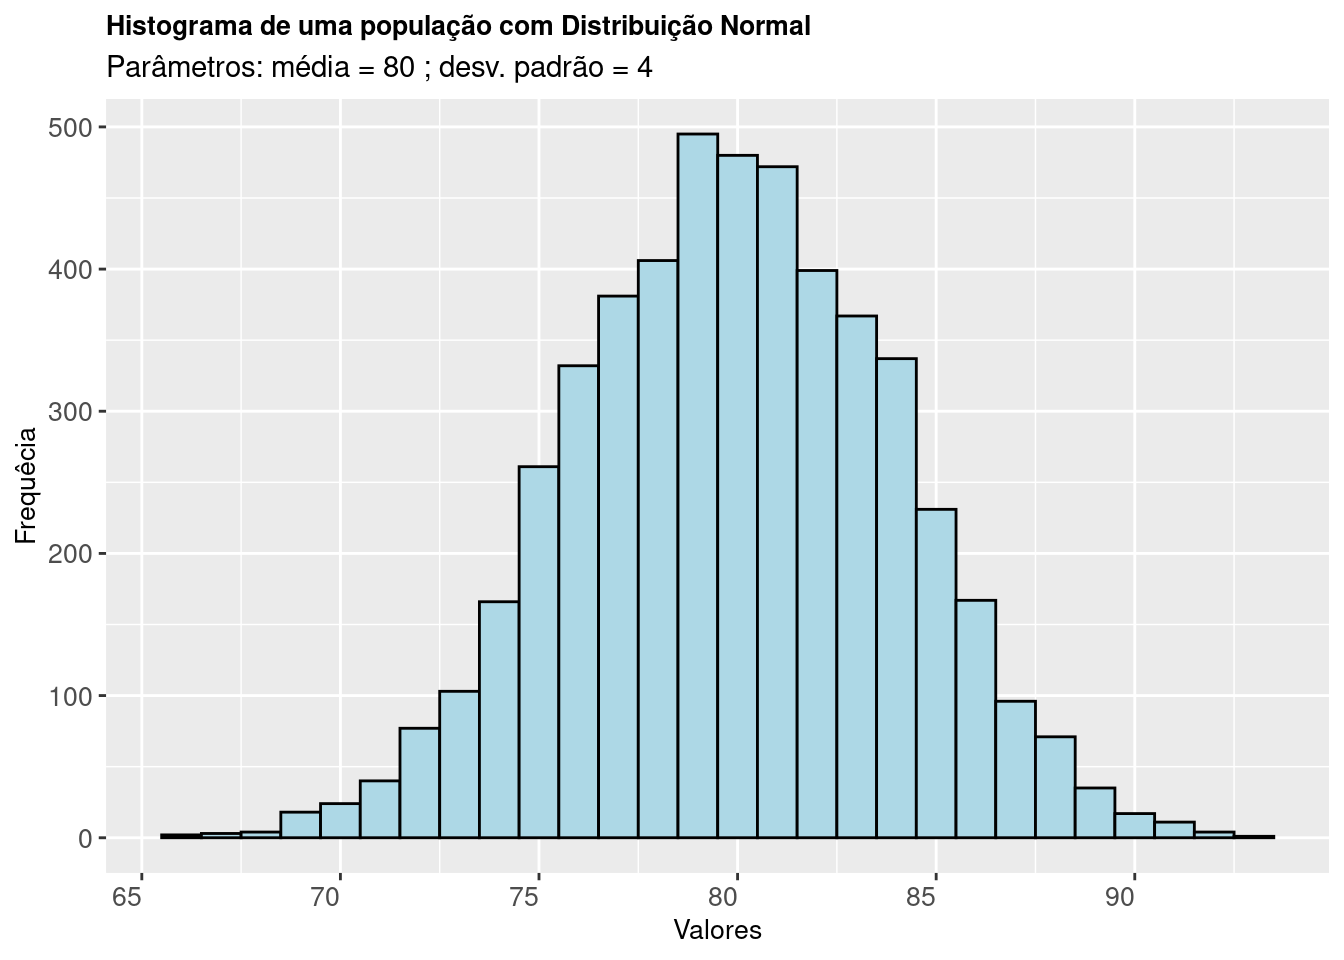 Histograma de uma população com Distribuição Normal
Parâmetros: média = 80 ; desv. padrão = 4
500
400
300
200
100
0
Frequêcia
65 70 75 80 85 90
Valores